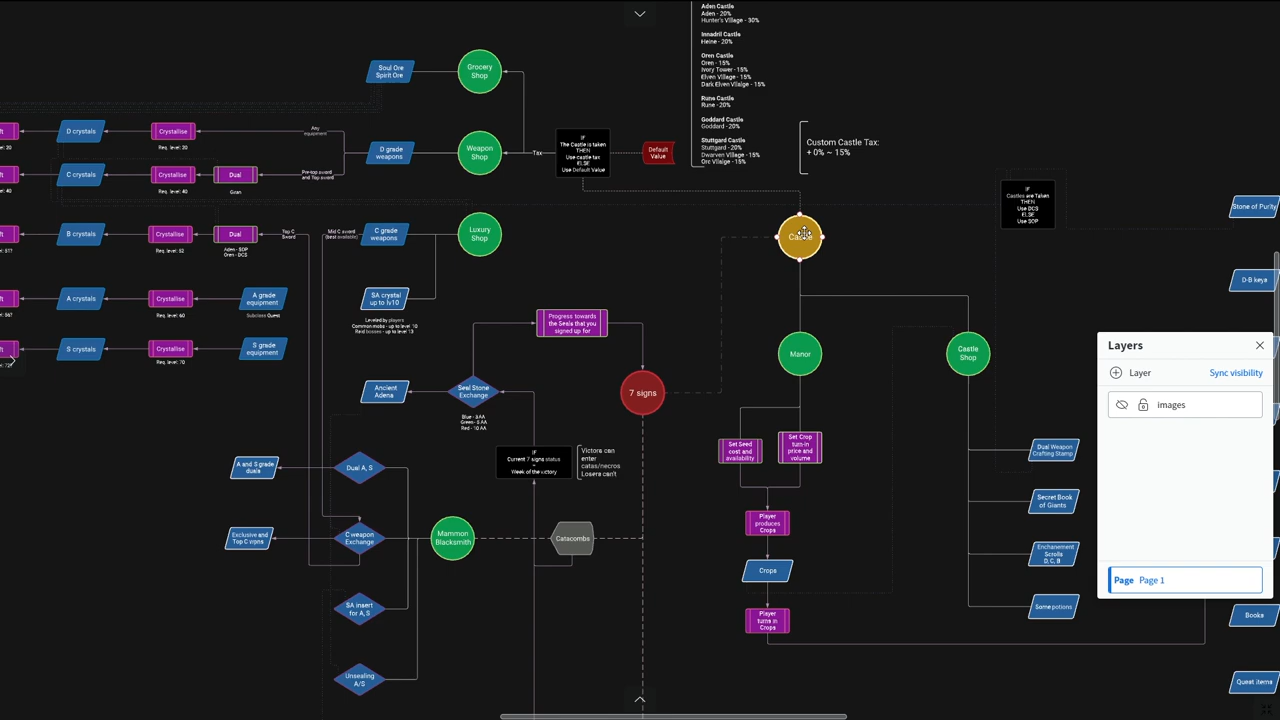 Aden Castle
Aden - 20%
Hunter's Village - 30%
Innadril Castle
Heine - 20%
Oren Castle
Oren - 15%
Ivory Tower - 15%
Elven Village - 15%
Dark Elven Village - 15%
Rune Castle
Rune - 20%
Goddard Castle
Goddard - 20%
Stuttgard Castle
Stuttgard - 20%
Dwarven Village - 15%
Orc Village - 15%
Custom Castle Tax:
+ 0% ~ 15%
Soul Ore
Spirit Ore
Grocery
Shop
D crystals
Crystallise
Req. level: 20
Any
equipment
D grade
weapons
Weapon
Shop
Tax
IF
The Castle is taken
THEN
Use castle tax
ELSE
Use Default Value
Default
Value
C crystals
Crystallise
Req. level: 40
Dual
Giran
Pre-top sword
and Top sword
IF
Castles are Taken
THEN
Use DCS
ELSE
Use SOP
Stone of Purity
B crystals
Crystallise
Req. level: 52
Dual
Aden - SOP
Oren - DCS
Top C
Sword
Mid C sword
(best available)
C grade
weapons
Luxury
Shop
SA crystal
up to lv10
Leveled by players
Common mobs - up to level 10
Raid bosses - up to level 13
A crystals
Crystallise
Req. level: 60
A grade
equipment
Subclass Quest
S crystals
Crystallise
Req. level: 70
S grade
equipment
D-B keys
Progress towards
the Seals that you
signed up for
Manor
Castle
Shop
7 signs
Ancient
Adena
Seal Stone
Exchange
Blue - 3 AA
Green - 5 AA
Red - 10 AA
IF
Current 7 signs status
=
Week of the victory
Victors can
enter
catas/necros
Losers can't
Set Seed
cost and
availability
Set Crop
turn-in
price and
volume
Dual Weapon
Crafting Stamp
Secret Book
of Giants
Enchancement
Scrolls
D, C, B
Some potions
Player
produces
Crops
Crops
Player
turns in
Crops
A and S grade
duals
Dual A, S
Exclusive and
Top C wpns
C weapon
Exchange
Mammon
Blacksmith
Catacombs
SA insert
for A, S
Unsealing
A/S
Layers
Layer
Sync visibility
images
Page Page 1
Books
Quest items